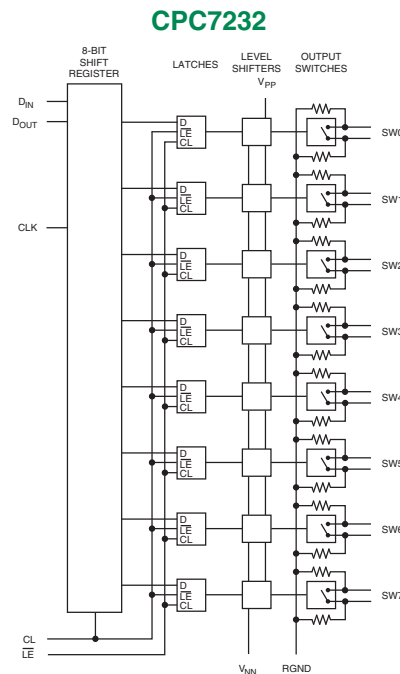 CPC7232
8-BIT
SHIFT
REGISTER
LATCHES
LEVEL
SHIFTERS
OUTPUT
SWITCHES
VPP
DIN
DOUT
CLK
D
LE
CL
SW0
D
LE
CL
SW1
D
LE
CL
SW2
D
LE
CL
SW3
D
LE
CL
SW4
D
LE
CL
SW5
D
LE
CL
SW6
D
LE
CL
SW7
CL
LE
VNN
RGND